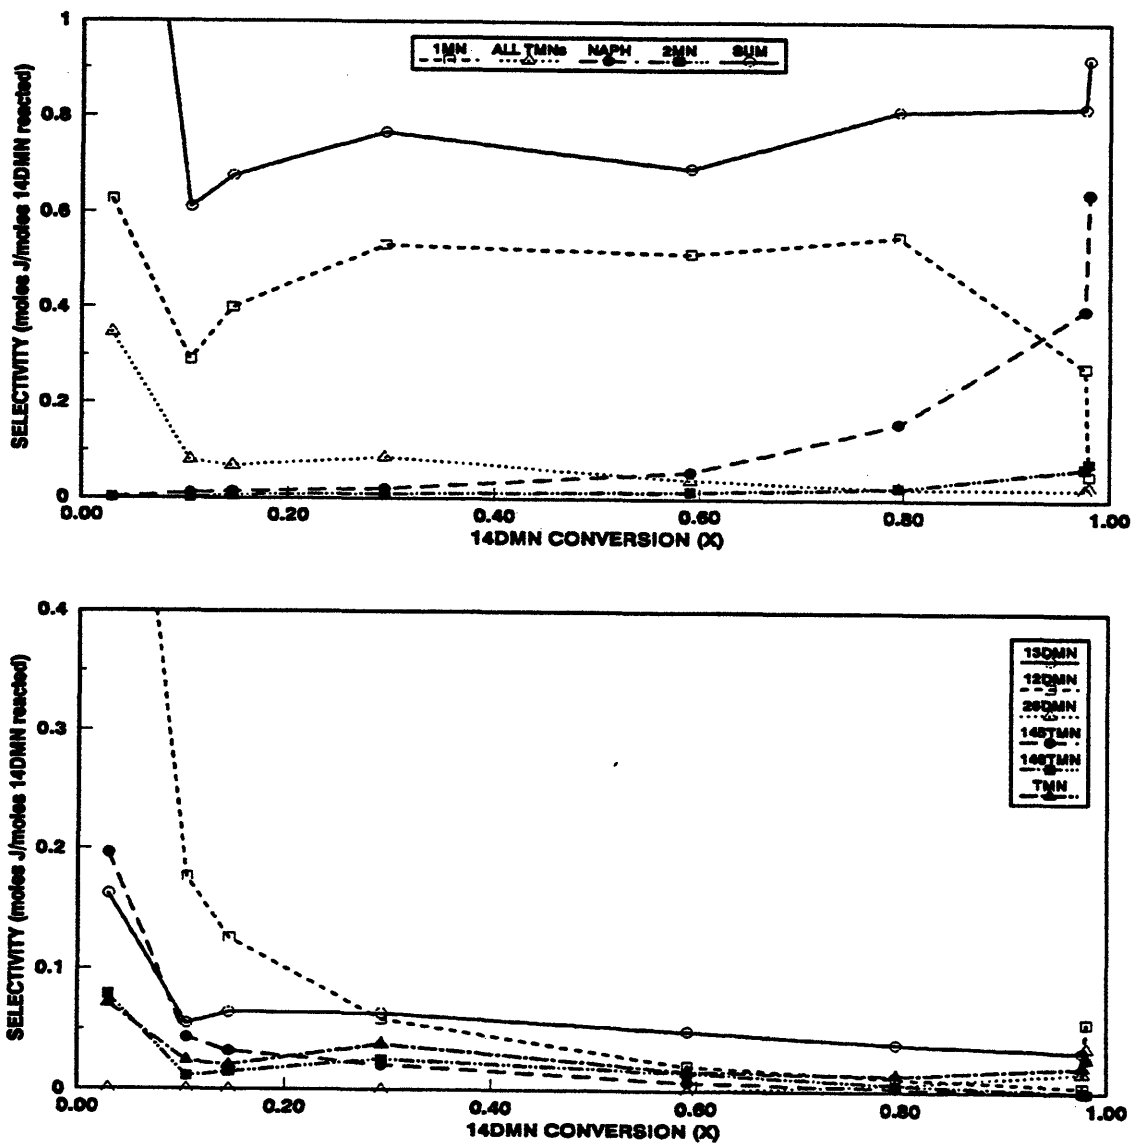 1MN ALL TMNs NAPH 2MN SUM
SELECTIVITY (moles J/moles 14DMN reacted)
1
0.8
0.6
0.4
0.2
0
0.00 0.20 0.40 0.60 0.80 1.00
14DMN CONVERSION (X)
SELECTIVITY (moles J/moles 14DMN reacted)
0.4
0.3
0.2
0.1
0
13DMN
12DMN
26DMN
145TMN
146TMN
TMN
0.00 0.20 0.40 0.60 0.80 1.00
14DMN CONVERSION (X)